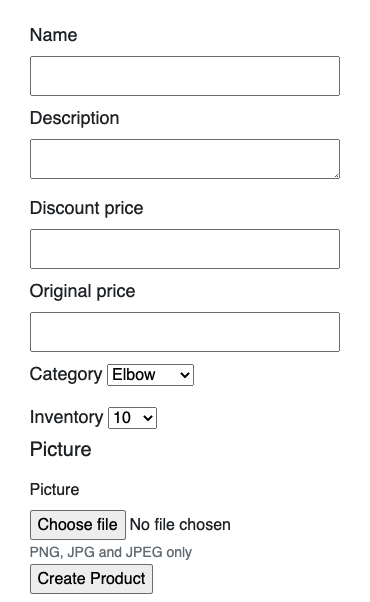 Name
Description
Discount price
Original price
Category Elbow
Inventory 10
Picture
Picture
Choose file No file chosen
PNG, JPG and JPEG only
Create Product